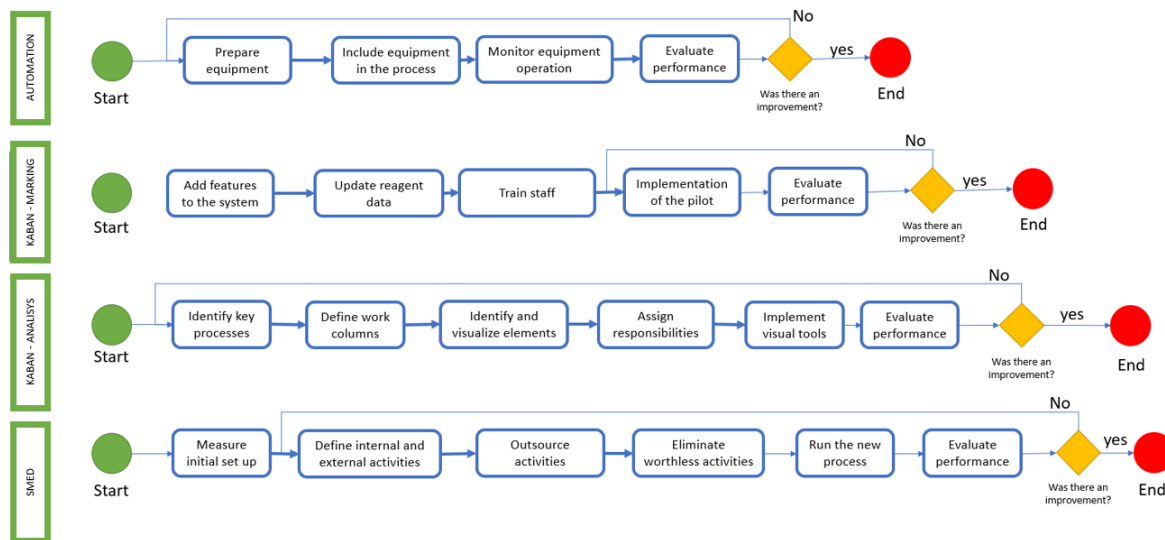 AUTOMATION
Start
Prepare
equipment
Include equipment
in the process
Monitor equipment
operation
Evaluate
performance
No
Was there an
improvement?
yes
End
KABAN - MARKING
Start
Add features
to the system
Update reagent
data
Train staff
Implementation
of the pilot
Evaluate
performance
No
Was there an
improvement?
yes
End
KABAN - ANALISYS
Start
Identify key
processes
Define work
columns
Identify and
visualize elements
Assign
responsibilities
Implement
visual tools
Evaluate
performance
No
Was there an
improvement?
yes
End
SMED
Start
Measure
initial set up
Define internal and
external activities
Outsource
activities
Eliminate
worthless activities
Run the new
process
Evaluate
performance
No
Was there an
improvement?
yes
End